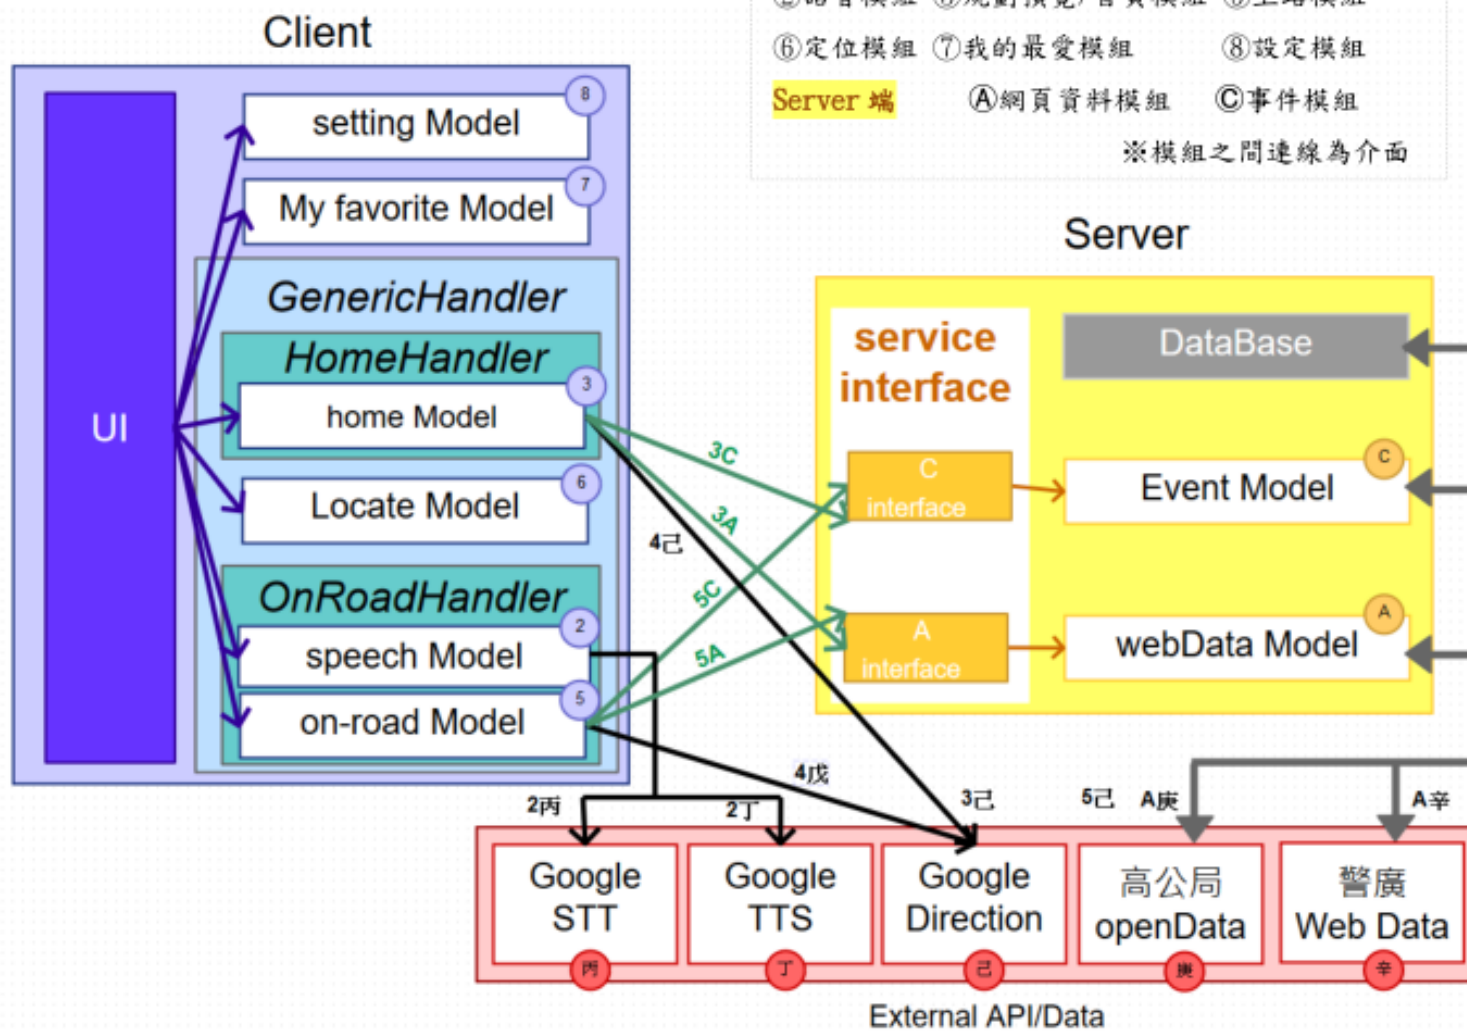 Client
⑥定位模組 ⑦我的最愛模組 ⑧設定模組
Server 端 Ⓐ網頁資料模組 Ⓒ事件模組
※模組之間連線為介面
UI
setting Model
8
My favorite Model
7
GenericHandler
HomeHandler
home Model
3
Locate Model
6
OnRoadHandler
speech Model
2
on-road Model
5
Server
service
interface
DataBase
C
interface
Event Model
C
A
interface
webData Model
A
3C
3A
4己
5C
5A
4戊
2丙
2丁
3己
5己
A庚
A辛
Google
STT
丙
Google
TTS
丁
Google
Direction
己
高公局
openData
庚
警廣
Web Data
辛
External API/Data